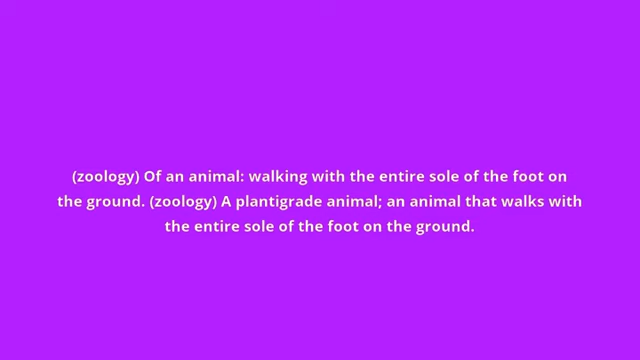 (zoology) Of an animal: walking with the entire sole of the foot on
the ground. (zoology) A plantigrade animal; an animal that walks with
the entire sole of the foot on the ground.